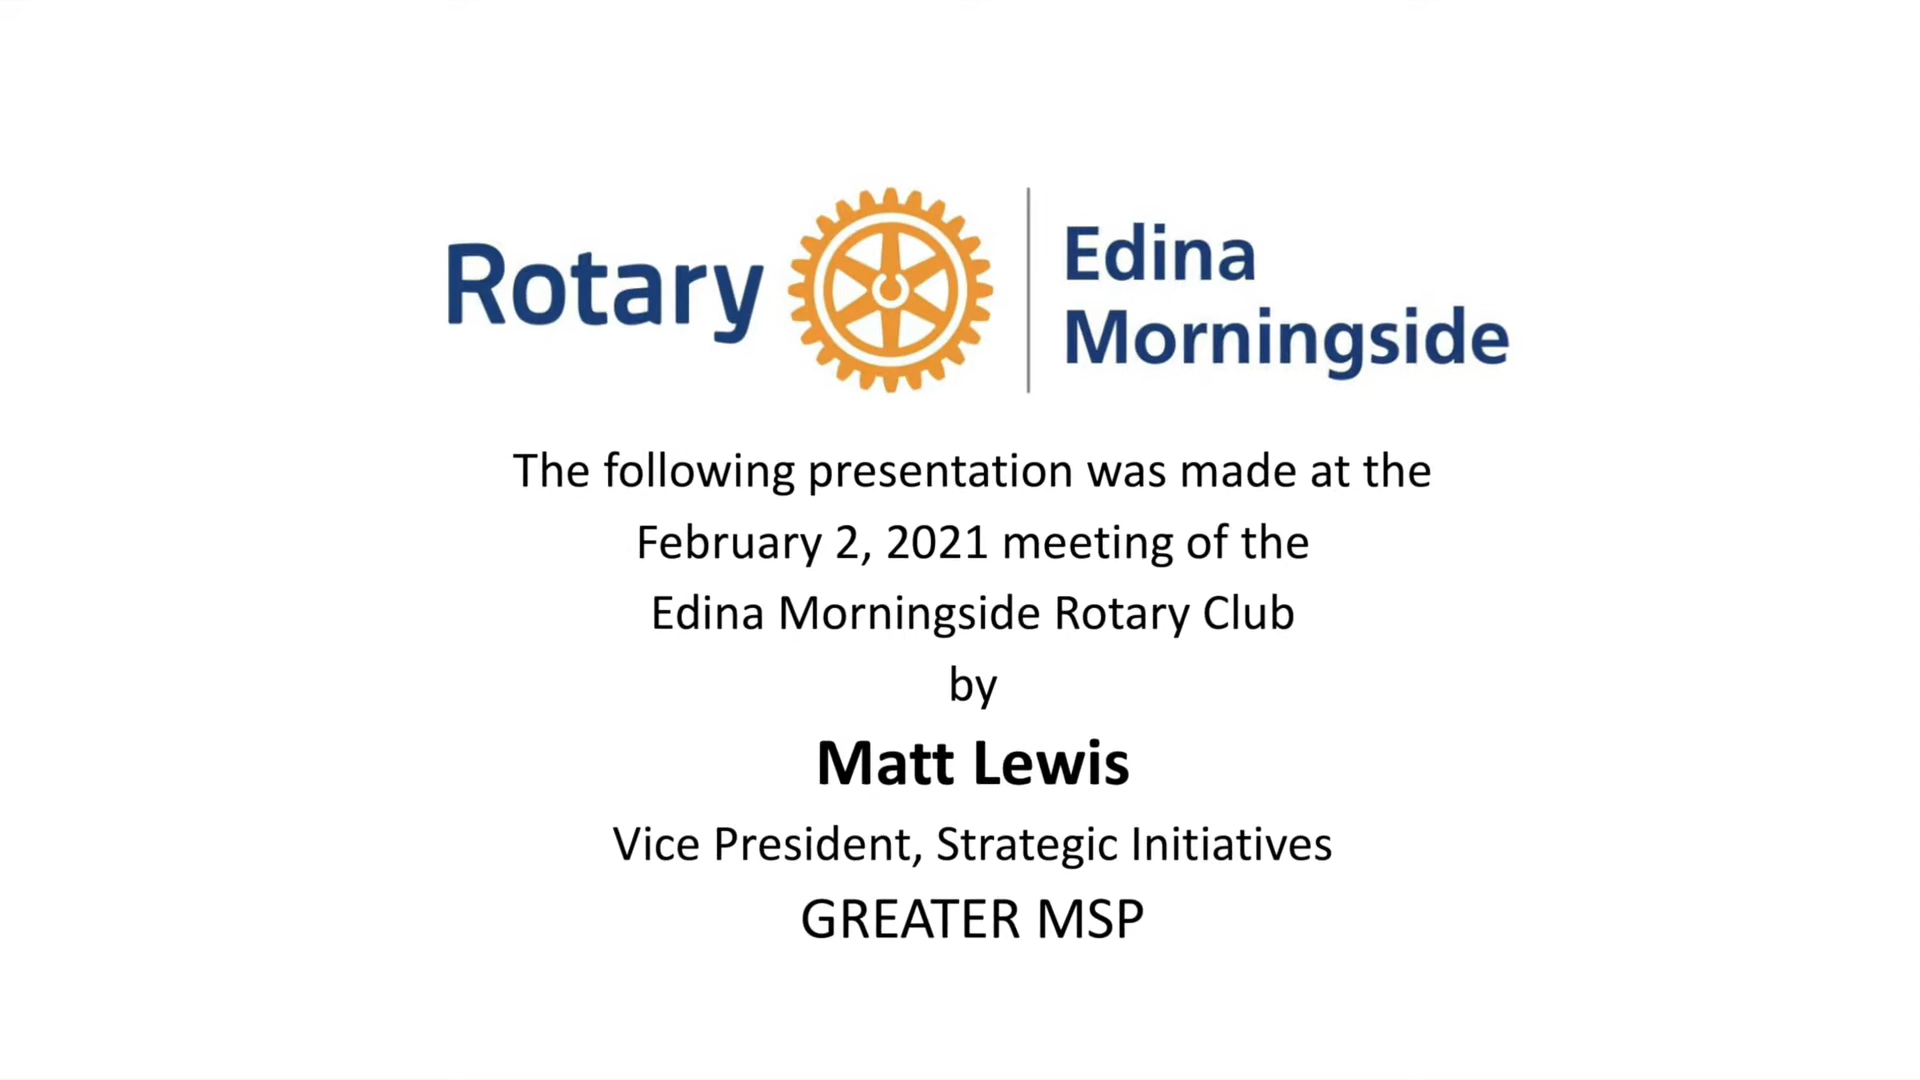 Rotary
Edina
Morningside
The following presentation was made at the
February 2, 2021 meeting of the
Edina Morningside Rotary Club
by
Matt Lewis
Vice President, Strategic Initiatives
GREATER MSP